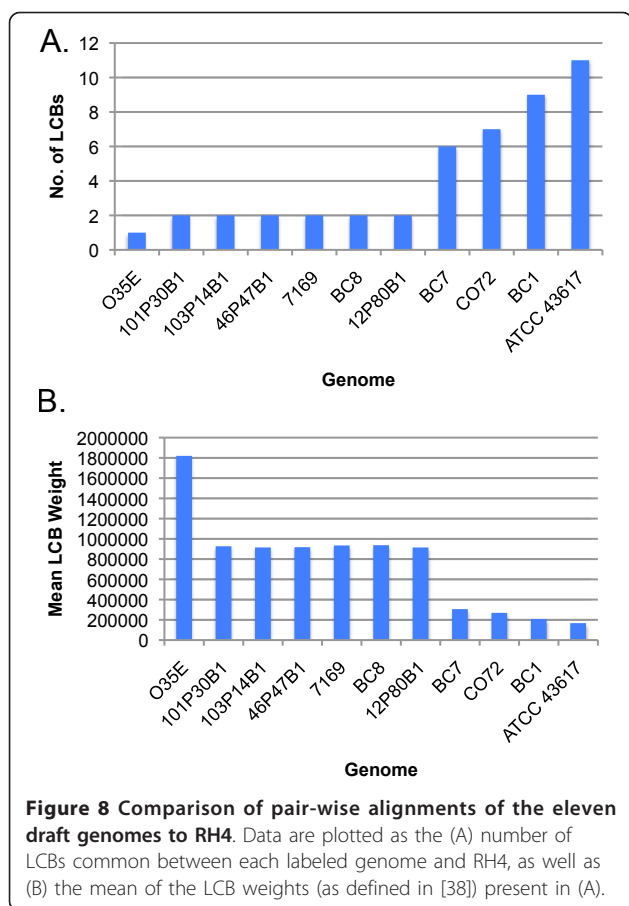 A.
No. of LCBs
12
10
8
6
4
2
0
O35E
101P30B1
103P14B1
46P47B1
7169
BC8
12P80B1
BC7
CO72
BC1
ATCC 43617
Genome
B.
Mean LCB Weight
2000000
1800000
1600000
1400000
1200000
1000000
800000
600000
400000
200000
0
O35E
101P30B1
103P14B1
46P47B1
7169
BC8
12P80B1
BC7
CO72
BC1
ATCC 43617
Genome
Figure 8 Comparison of pair-wise alignments of the eleven
draft genomes to RH4. Data are plotted as the (A) number of
LCBs common between each labeled genome and RH4, as well as
(B) the mean of the LCB weights (as defined in [38]) present in (A).